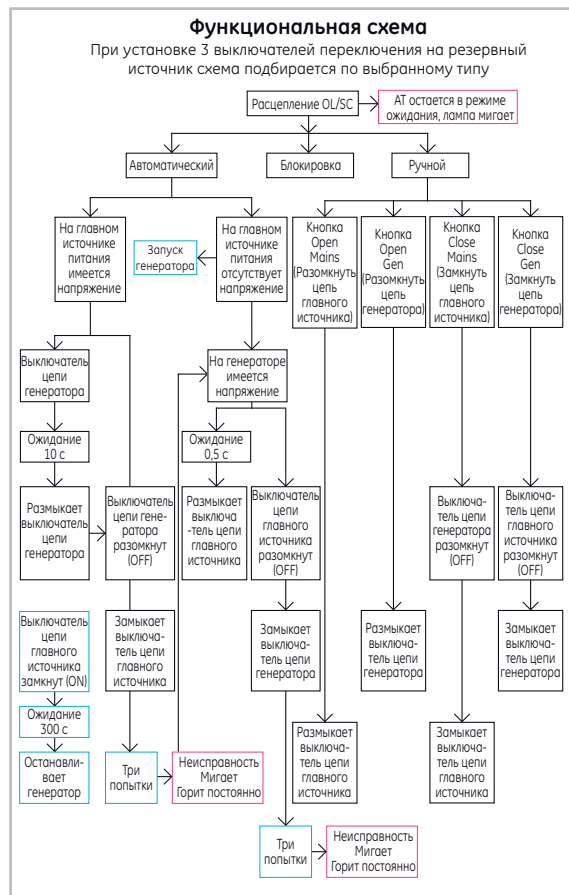 Функциональная схема
При установке 3 выключателей переключения на резервный
источник схема подбирается по выбранному типу
Расцепление OL/SC
АТ остается в режиме
ожидания, лампа мигает
Автоматический
Блокировка
Ручной
На главном
источнике
питания
имеется
напряжение
Запуск
генератора
На главном
источнике
питания
отсутствует
напряжение
Кнопка
Open
Mains
(Разомкнуть
цепь
главного
источника)
Кнопка
Open
Gen
(Разомкнуть
цепь
генератора)
Кнопка
Close
Mains
(Замкнуть
цепь
главного
источника)
Кнопка
Close
Gen
(Замкнуть
цепь
генератора)
Выключатель
цепи
генератора
На генераторе
имеется
напряжение
Ожидание
10 с
Ожидание
0,5 с
Размыкает
выключатель
цепи
генератора
Выключатель
цепи гене-
ратора
разомкнут
(OFF)
Размыкает
выключа-
тель цепи
главного
источника
Выключатель
цепи
главного
источника
разомкнут
(OFF)
Выключа-
тель цепи
генератора
разомкнут
(OFF)
Выключа-
тель цепи
главного
источника
разомкнут
(OFF)
Выключатель
цепи
главного
источника
замкнут (ON)
Замыкает
выключа-
тель цепи
главного
источника
Замыкает
выключа-
тель цепи
генератора
Размыкает
выключа-
тель цепи
генератора
Замыкает
выключа-
тель цепи
генератора
Ожидание
300 с
Останавли-
вает
генератор
Три
попытки
Неисправность
Мигает
Горит постоянно
Размыкает
выключа-
тель цепи
главного
источника
Замыкает
выключа-
тель цепи
главного
источника
Три
попытки
Неисправность
Мигает
Горит постоянно